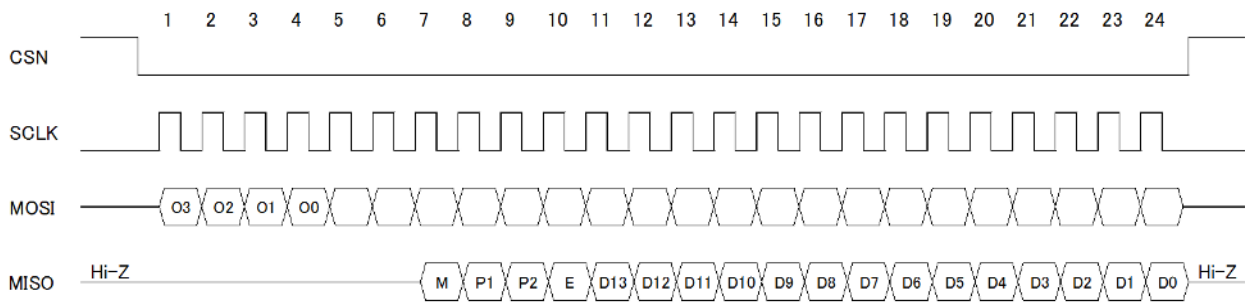 1 2 3 4 5 6 7 8 9 10 11 12 13 14 15 16 17 18 19 20 21 22 23 24
CSN
SCLK
MOSI O3 O2 O1 O0
MISO Hi-Z M P1 P2 E D13 D12 D11 D10 D9 D8 D7 D6 D5 D4 D3 D2 D1 D0 Hi-Z